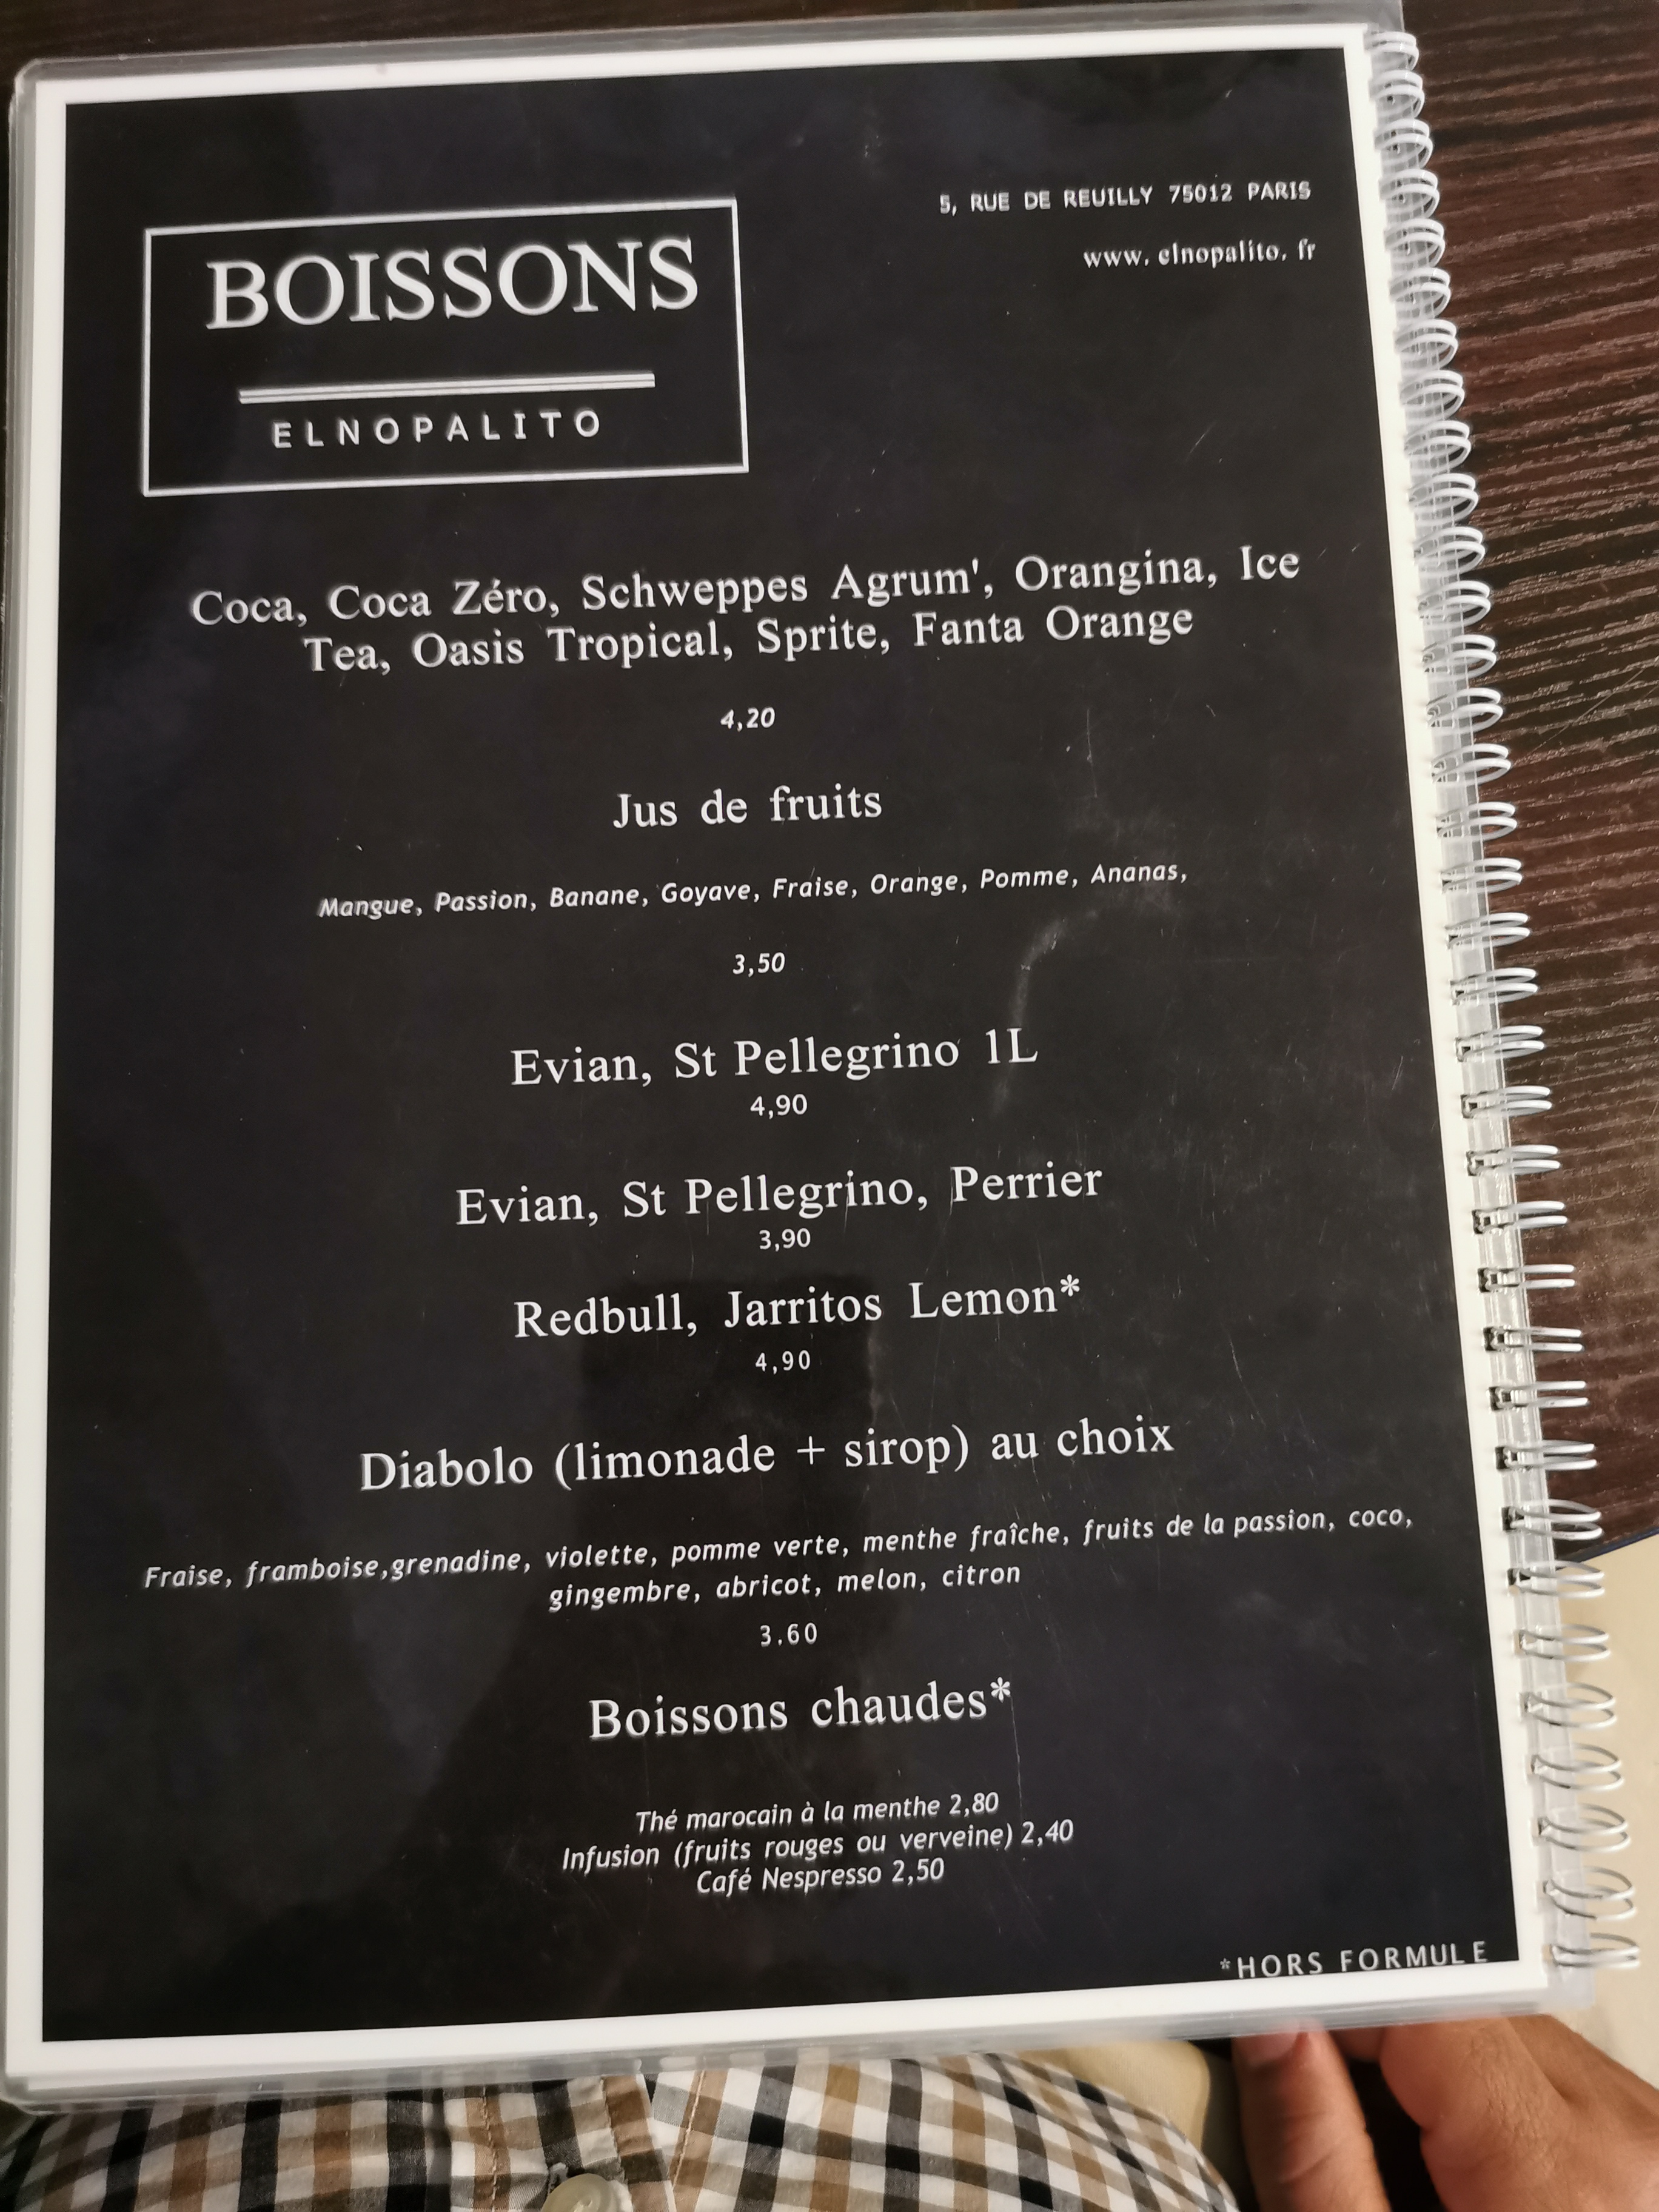 5, RUE DE REUILLY 75012 PARIS
www. elnopalito. fr
BOISSONS
ELNOPALITO
Coca, Coca Zéro, Schweppes Agrum', Orangina, Ice
Tea, Oasis Tropical, Sprite, Fanta Orange
4,20
Jus de fruits
Mangue, Passion, Banane, Goyave, Fraise, Orange, Pomme, Ananas,
3,50
Evian, St Pellegrino 1L
4,90
Evian, St Pellegrino, Perrier
3,90
Redbull, Jarritos Lemon*
4,90
Diabolo (limonade + sirop) au choix
Fraise, framboise,grenadine, violette, pomme verte, menthe fraîche, fruits de la passion, coco,
gingembre, abricot, melon, citron
3.60
Boissons chaudes*
Thé marocain à la menthe 2,80
Infusion (fruits rouges ou verveine) 2,40
Café Nespresso 2,50
*HORS FORMULE